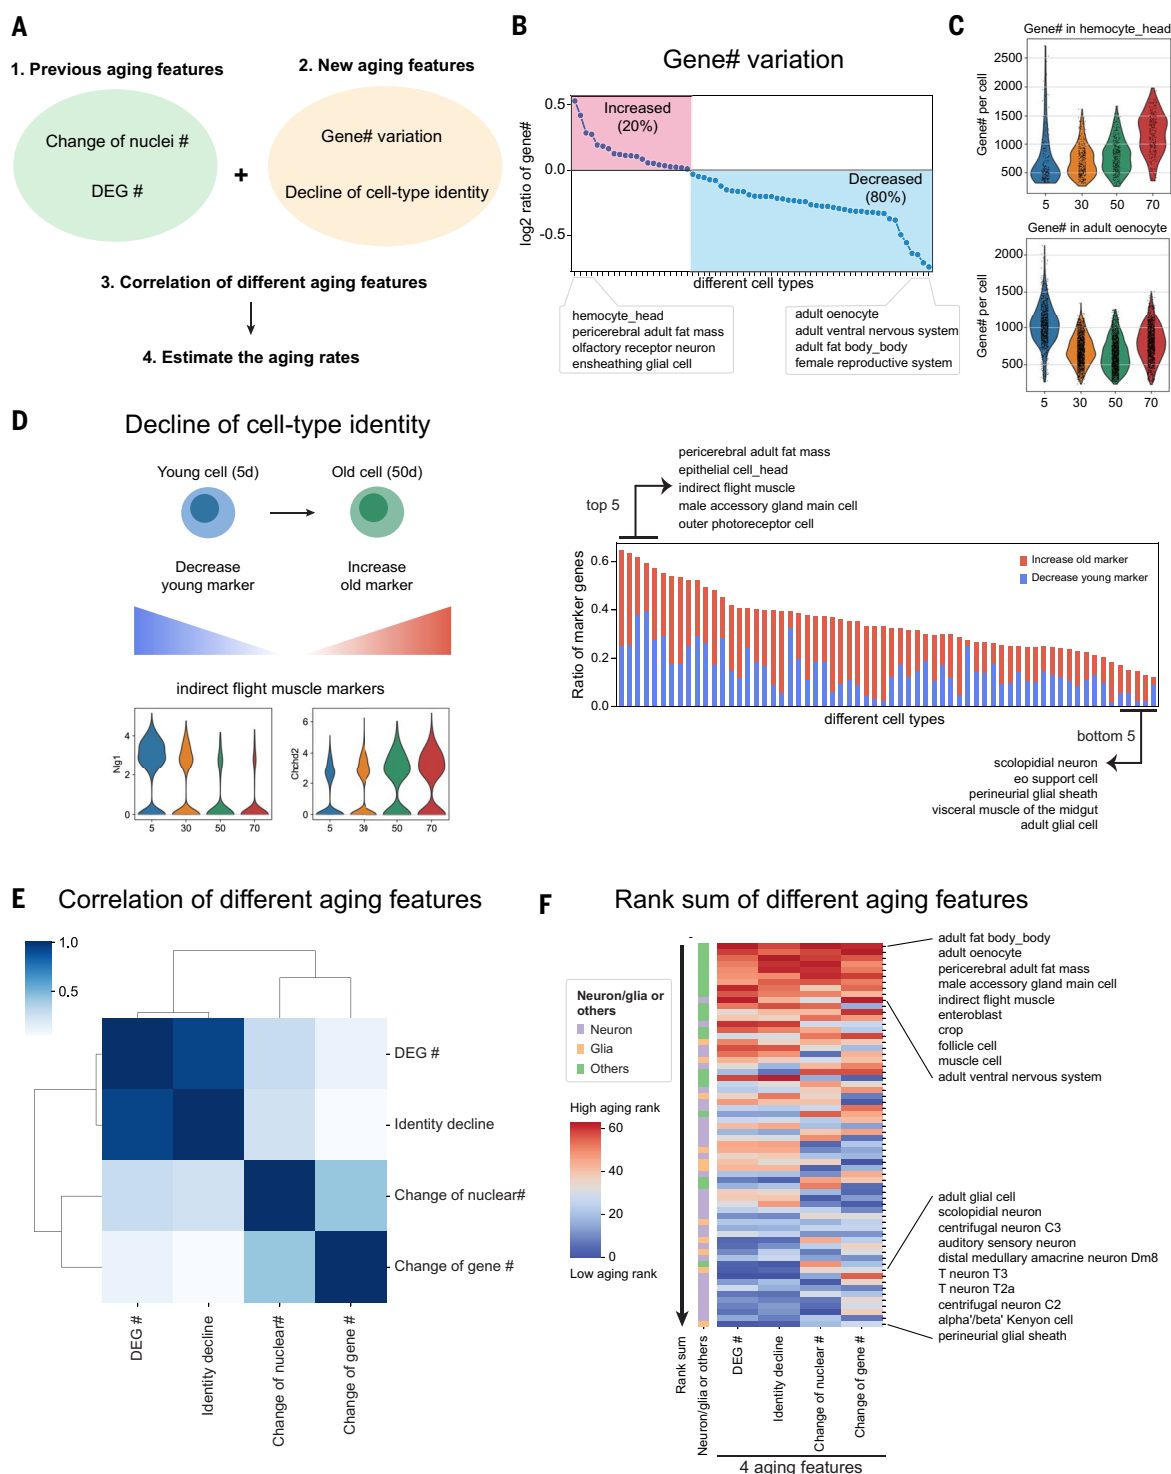 A
1. Previous aging features
2. New aging features
Change of nuclei #
DEG #
+
Gene# variation
Decline of cell-type identity
3. Correlation of different aging features
4. Estimate the aging rates
B
Gene# variation
log2 ratio of gene#
0.5
0.0
-0.5
Increased
(20%)
Decreased
(80%)
different cell types
hemocyte_head
pericerebral adult fat mass
olfactory receptor neuron
ensheathing glial cell
adult oenocyte
adult ventral nervous system
adult fat body_body
female reproductive system
C
Gene# in hemocyte_head
Gene# per cell
2500
2000
1500
1000
500
5 30 50 70
Gene# in adult oenocyte
Gene# per cell
2000
1500
1000
500
5 30 50 70
D
Decline of cell-type identity
Young cell (5d)
Old cell (50d)
Decrease
young marker
Increase
old marker
indirect flight muscle markers
Nlg1
4
2
0
5 30 50 70
Chchd2
6
4
2
0
5 30 50 70
top 5
pericerebral adult fat mass
epithelial cell_head
indirect flight muscle
male accessory gland main cell
outer photoreceptor cell
Ratio of marker genes
0.6
0.4
0.2
0.0
Increase old marker
Decrease young marker
different cell types
bottom 5
scolopidial neuron
eo support cell
perineurial glial sheath
visceral muscle of the midgut
adult glial cell
E
Correlation of different aging features
1.0
0.5
DEG #
Identity decline
Change of nuclear#
Change of gene #
DEG #
Identity decline
Change of nuclear#
Change of gene #
F
Rank sum of different aging features
Neuron/glia or
others
Neuron
Glia
Others
High aging rank
60
40
20
0
Low aging rank
Rank sum
Neuron/glia or others
DEG #
Identity decline
Change of nuclear #
Change of gene #
4 aging features
adult fat body_body
adult oenocyte
pericerebral adult fat mass
male accessory gland main cell
indirect flight muscle
enteroblast
crop
follicle cell
muscle cell
adult ventral nervous system
adult glial cell
scolopidial neuron
centrifugal neuron C3
auditory sensory neuron
distal medullary amacrine neuron Dm8
T neuron T3
T neuron T2a
centrifugal neuron C2
alpha'/beta' Kenyon cell
perineurial glial sheath